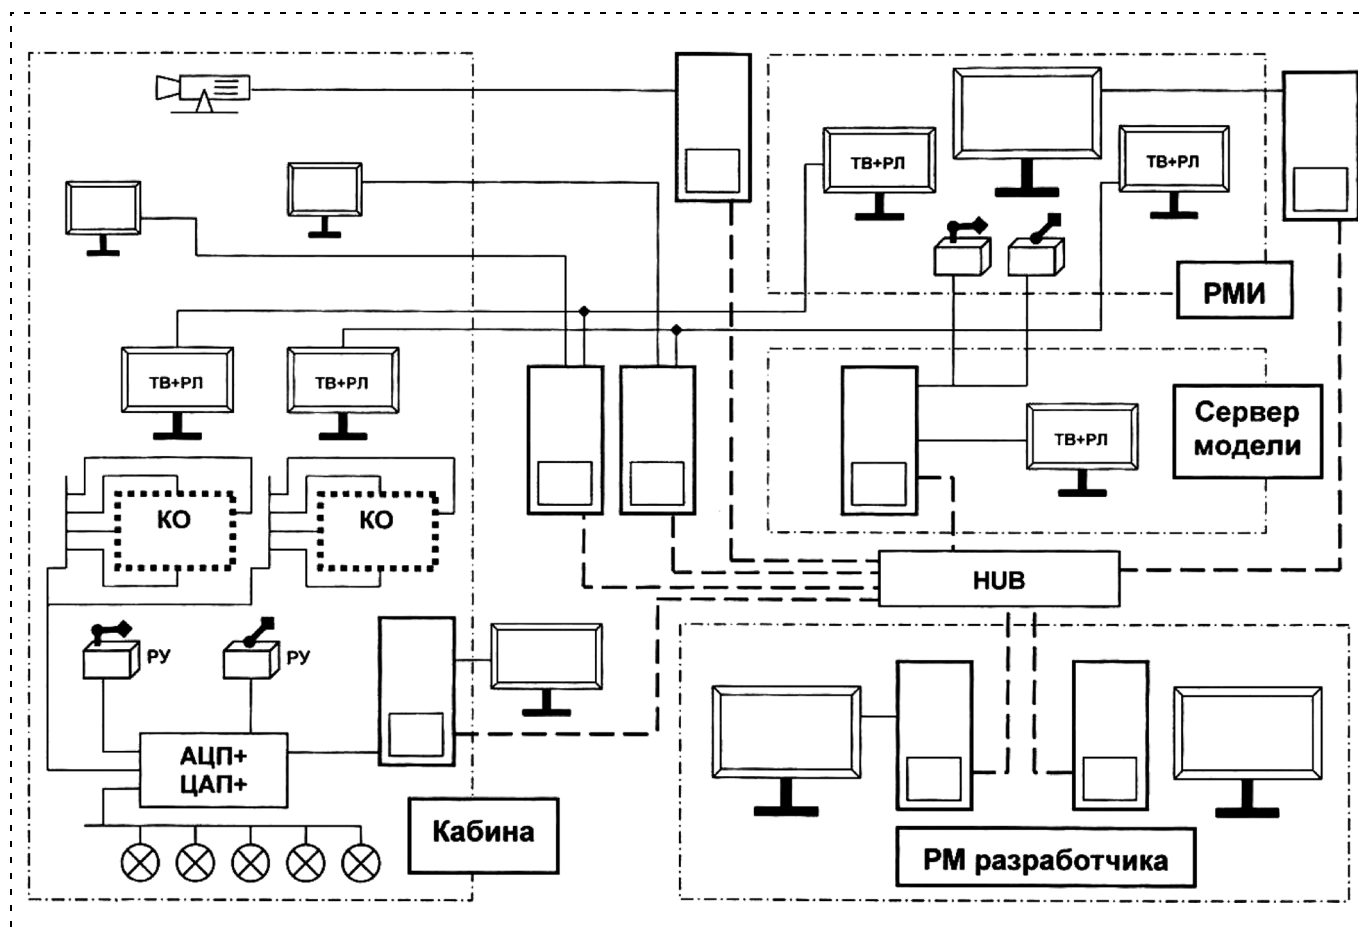 ТВ+РЛ
ТВ+РЛ
РМИ
ТВ+РЛ
ТВ+РЛ
Сервер
модели
ТВ+РЛ
КО
КО
HUB
РУ
РУ
АЦП+
ЦАП+
Кабина
РМ разработчика